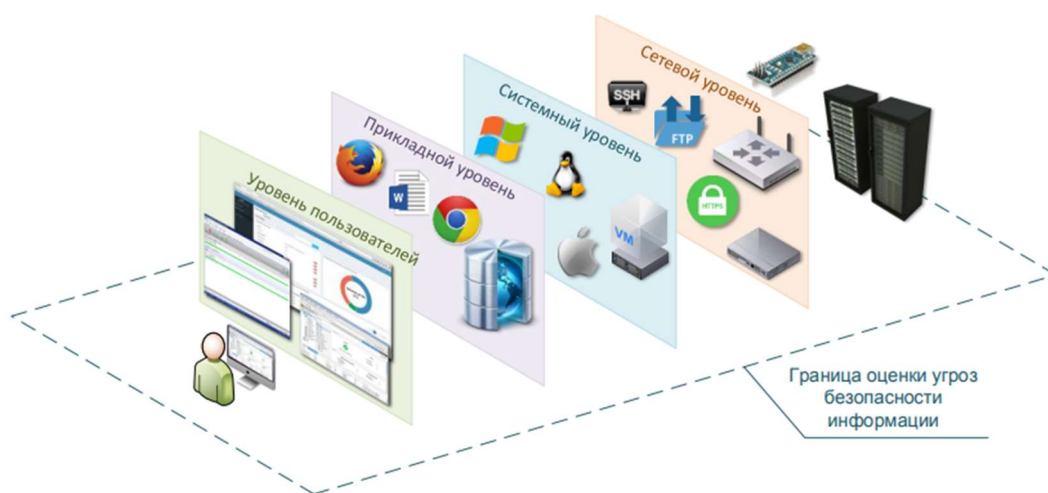 Уровень пользователей
Прикладной уровень
W
Системный уровень
VM
Сетевой уровень
SSH
FTP
HTTPS
Граница оценки угроз
безопасности
информации